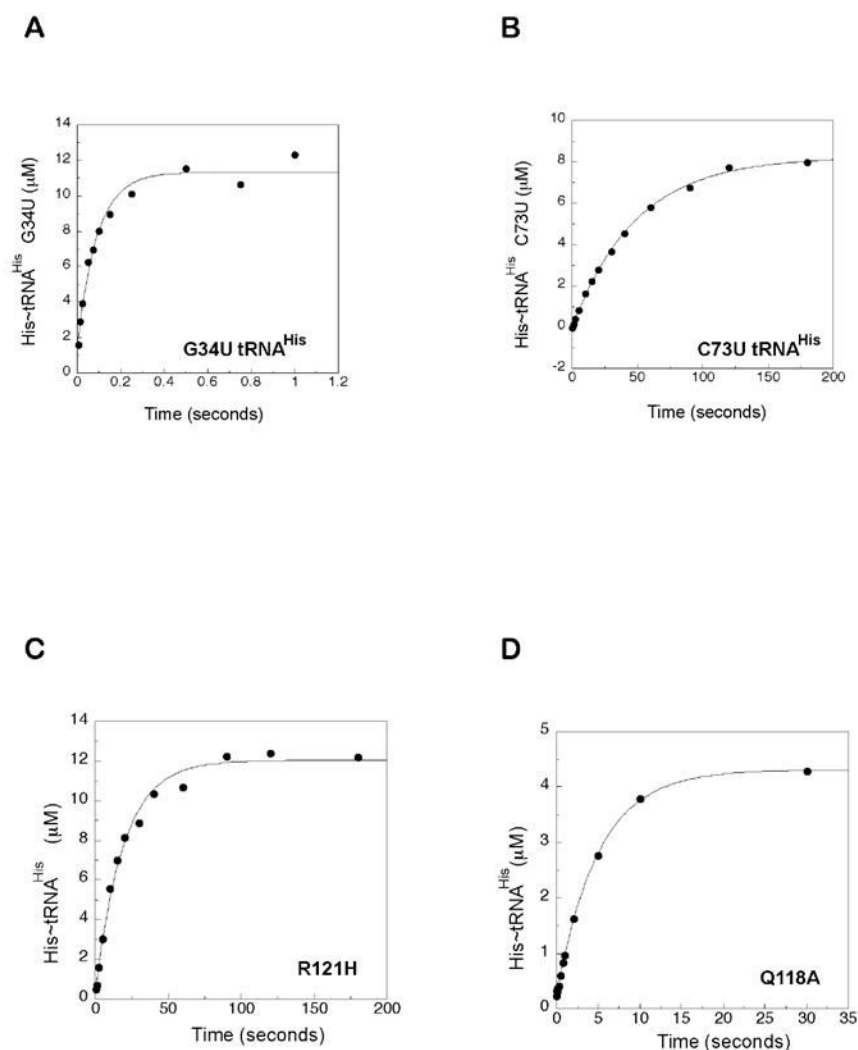 A
B
His~tRNA^His G34U (μM)
14
12
10
8
6
4
2
0
0 0.2 0.4 0.6 0.8 1 1.2
G34U tRNA^His
Time (seconds)
His~tRNA^His C73U (μM)
10
8
6
4
2
0
-2
0 50 100 150 200
C73U tRNA^His
Time (seconds)
C
D
His~tRNA^His (μM)
14
12
10
8
6
4
2
0
0 50 100 150 200
R121H
Time (seconds)
His~tRNA^His (μM)
5
4
3
2
1
0
0 5 10 15 20 25 30 35
Q118A
Time (seconds)